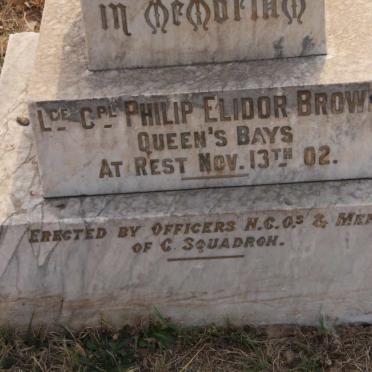 In Memoriam
LCE CPL PHILIP ELIDOR BROW
QUEEN'S BAYS
AT REST NOV. 13TH 02.
ERECTED BY OFFICERS N.C.OS & ME
OF C. SQUADRON.